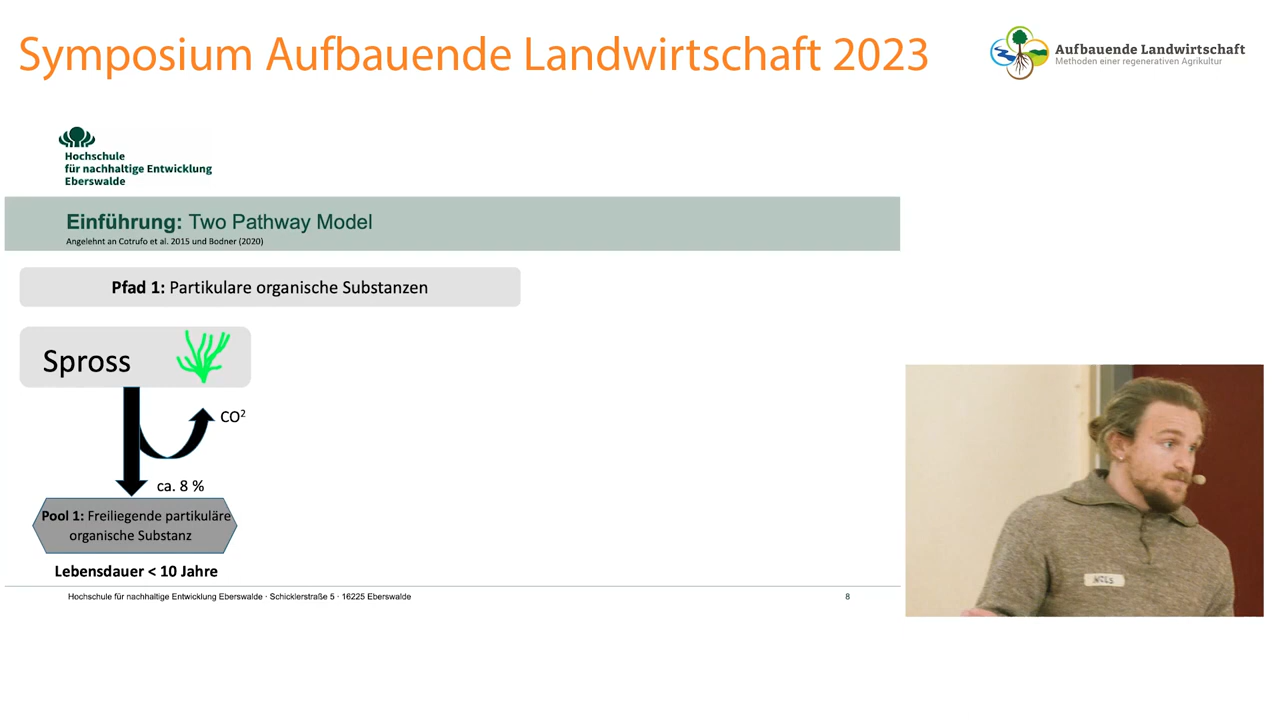 Symposium Aufbauende Landwirtschaft 2023
Aufbauende Landwirtschaft
Methoden einer regenerativen Agrikultur
Hochschule
für nachhaltige Entwicklung
Eberswalde
Einführung: Two Pathway Model
Angelehnt an Cotrufo et al. 2015 und Bodner (2020)
Pfad 1: Partikulare organische Substanzen
Spross
CO²
ca. 8 %
Pool 1: Freiliegende partikuläre
organische Substanz
Lebensdauer < 10 Jahre
Hochschule für nachhaltige Entwicklung Eberswalde · Schicklerstraße 5 · 16225 Eberswalde
8